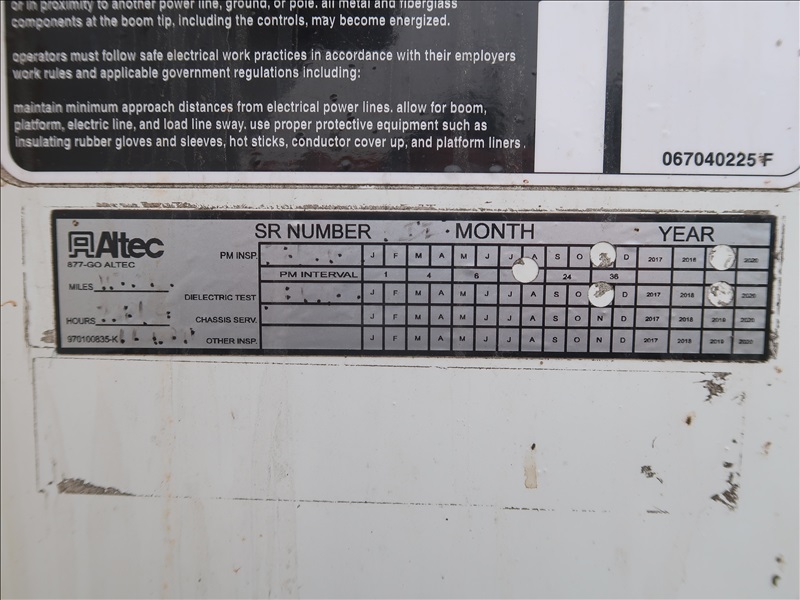 or in proximity to another power line, ground, or pole. all metal and fiberglass
components at the boom tip, including the controls, may become energized.
operators must follow safe electrical work practices in accordance with their employers
work rules and applicable government regulations including:
maintain minimum approach distances from electrical power lines. allow for boom,
platform, electric line, and load line sway. use proper protective equipment such as
insulating rubber gloves and sleeves, hot sticks, conductor cover up, and platform liners.
067040225 F
Altec
877-GO ALTEC
SR NUMBER MONTH YEAR
PM INSP. J F M A M J J A S O D 2017 2018 2020
PM INTERVAL 1 4 6 24 36
MILES
DIELECTRIC TEST J F M A M J J A S O D 2017 2018 2020
HOURS CHASSIS SERV. J F M A M J J A S O N D 2017 2018 2019 2020
970100835-K OTHER INSP. J F M A M J J A S O N D 2017 2018 2019 2020